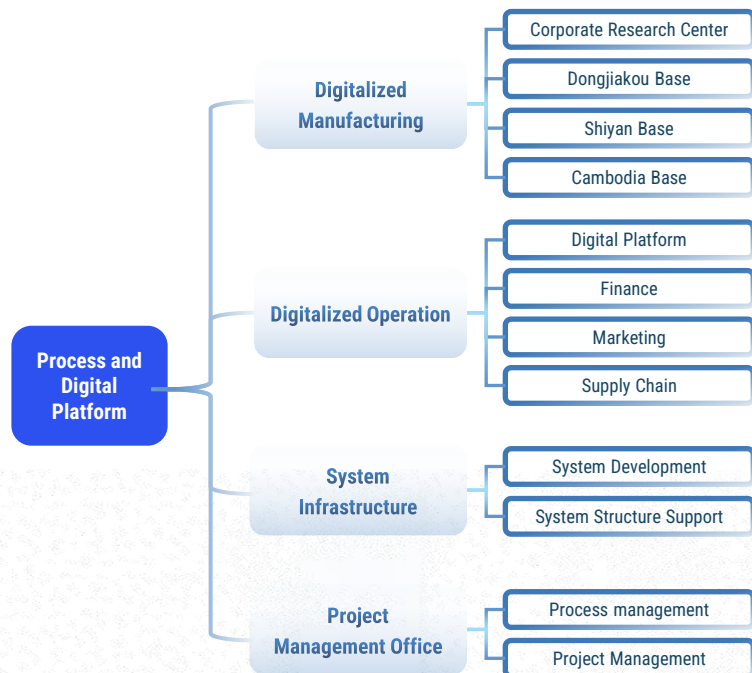 Process and
Digital
Platform
Digitalized
Manufacturing
Corporate Research Center
Dongjiakou Base
Shiyan Base
Cambodia Base
Digitalized Operation
Digital Platform
Finance
Marketing
Supply Chain
System
Infrastructure
System Development
System Structure Support
Project
Management Office
Process management
Project Management